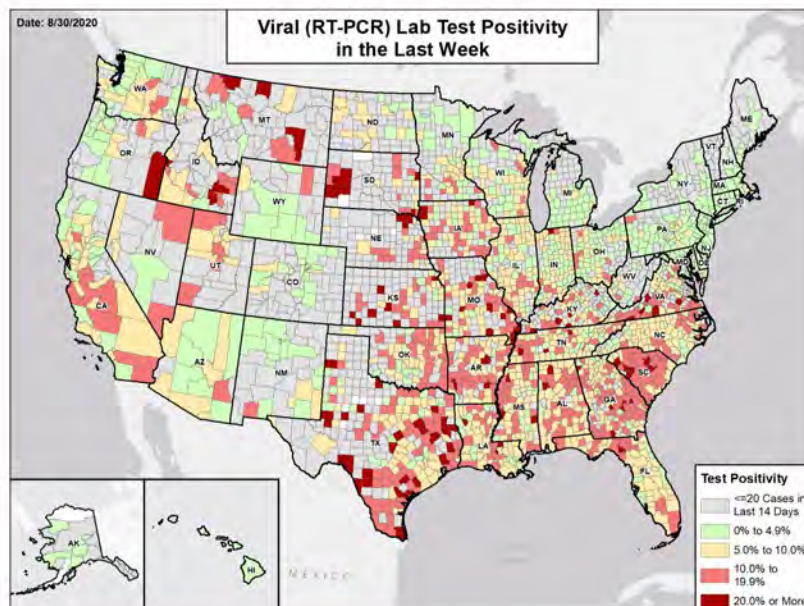 Date: 8/30/2020
Viral (RT-PCR) Lab Test Positivity
in the Last Week
WA
MT
ND
MN
ME
OR
ID
SD
WI
VT
NH
NY
MA
CT
RI
WY
MI
IA
NE
PA
NJ
NV
UT
CO
IL
IN
OH
MD
DE
WV
CA
KS
MO
KY
VA
AZ
NM
OK
AR
TN
NC
SC
MS
AL
GA
TX
LA
FL
AK
HI
MEXICO
Test Positivity
<=20 Cases in
Last 14 Days
0% to 4.9%
5.0% to 10.0%
10.0% to
19.9%
20.0% or More